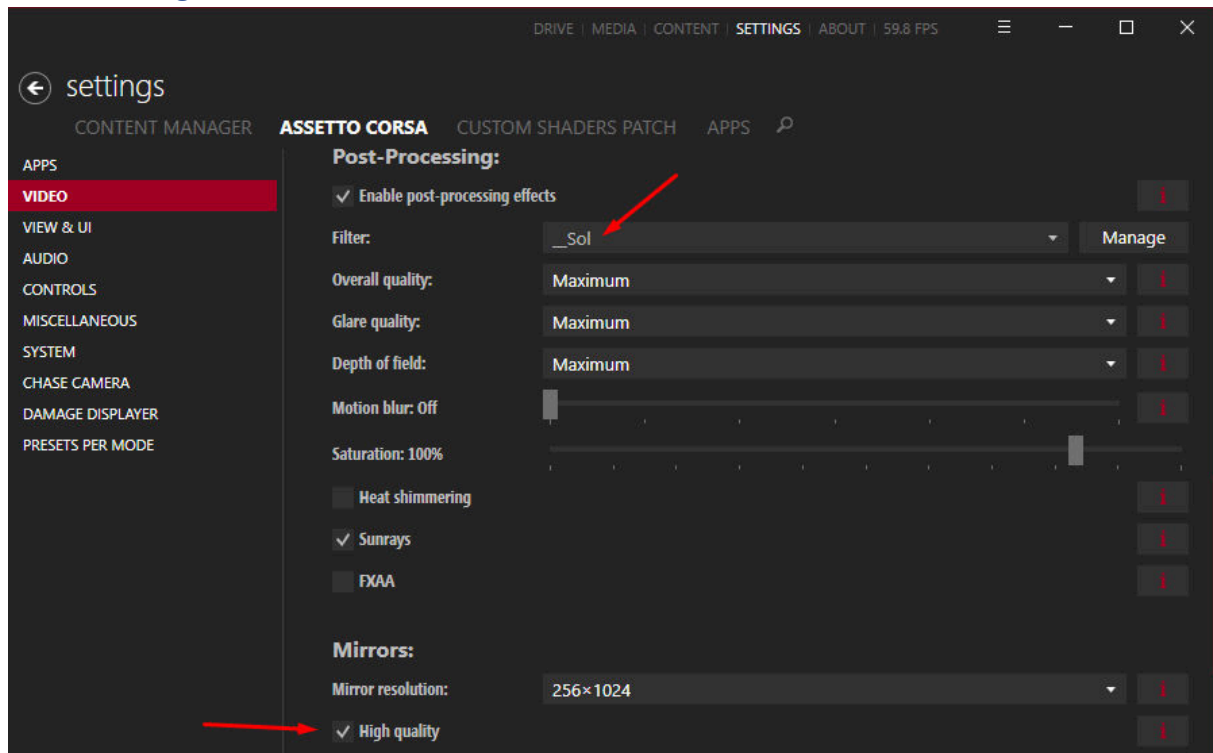 DRIVE | MEDIA | CONTENT | SETTINGS | ABOUT | 59.8 FPS
settings
CONTENT MANAGER ASSETTO CORSA CUSTOM SHADERS PATCH APPS
APPS
VIDEO
VIEW & UI
AUDIO
CONTROLS
MISCELLANEOUS
SYSTEM
CHASE CAMERA
DAMAGE DISPLAYER
PRESETS PER MODE
Post-Processing:
Enable post-processing effects
Filter: __Sol Manage
Overall quality: Maximum
Glare quality: Maximum
Depth of field: Maximum
Motion blur: Off
Saturation: 100%
Heat shimmering
Sunrays
FXAA
Mirrors:
Mirror resolution: 256×1024
High quality